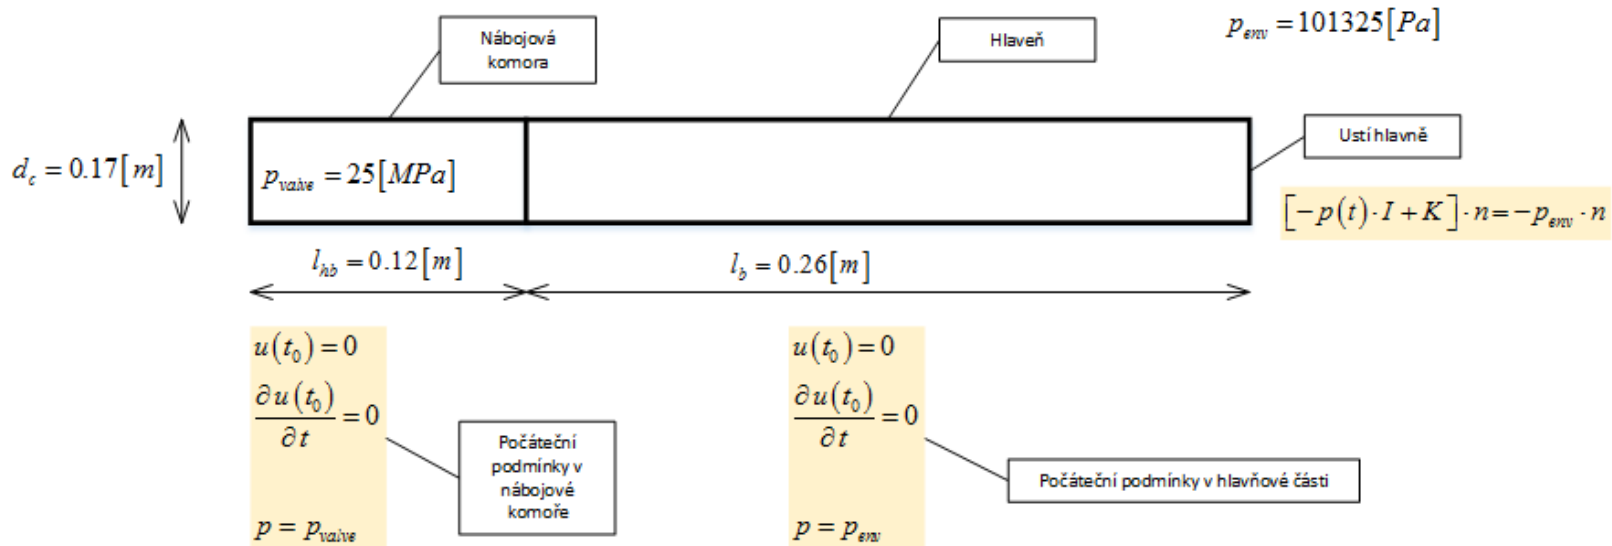 Nábojová
komora
Hlaveň
p_env = 101325[Pa]
Ustí hlavně
d_c = 0.17[m]
p_valve = 25[MPa]
[-p(t)·I + K]·n = -p_env·n
l_hb = 0.12[m]
l_b = 0.26[m]
u(t_0) = 0
∂u(t_0)/∂t = 0
p = p_valve
Počáteční
podmínky v
nábojové
komoře
u(t_0) = 0
∂u(t_0)/∂t = 0
p = p_env
Počáteční podmínky v hlavňové části